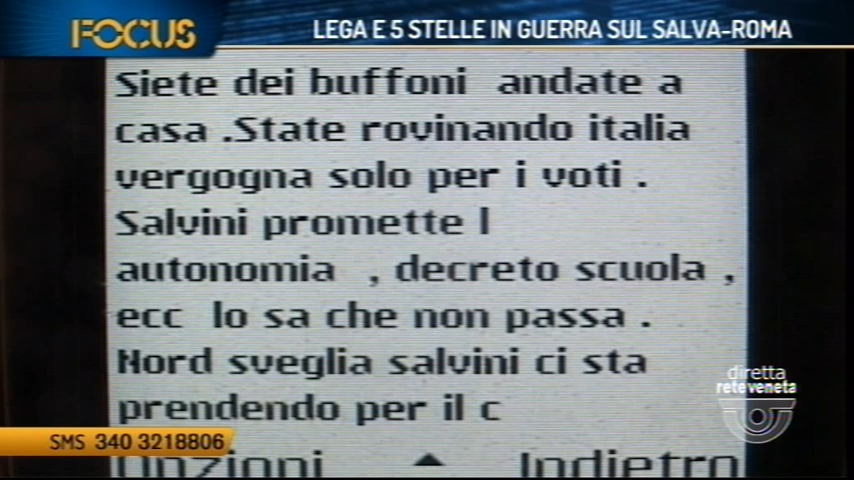 FOCUS
LEGA E 5 STELLE IN GUERRA SUL SALVA-ROMA
Siete dei buffoni andate a
casa .State rovinando italia
vergogna solo per i voti .
Salvini promette l
autonomia , decreto scuola ,
ecc lo sa che non passa .
Nord sveglia salvini ci sta
prendendo per il c
Opzioni Indietro
diretta
reteveneta
SMS 340 3218806